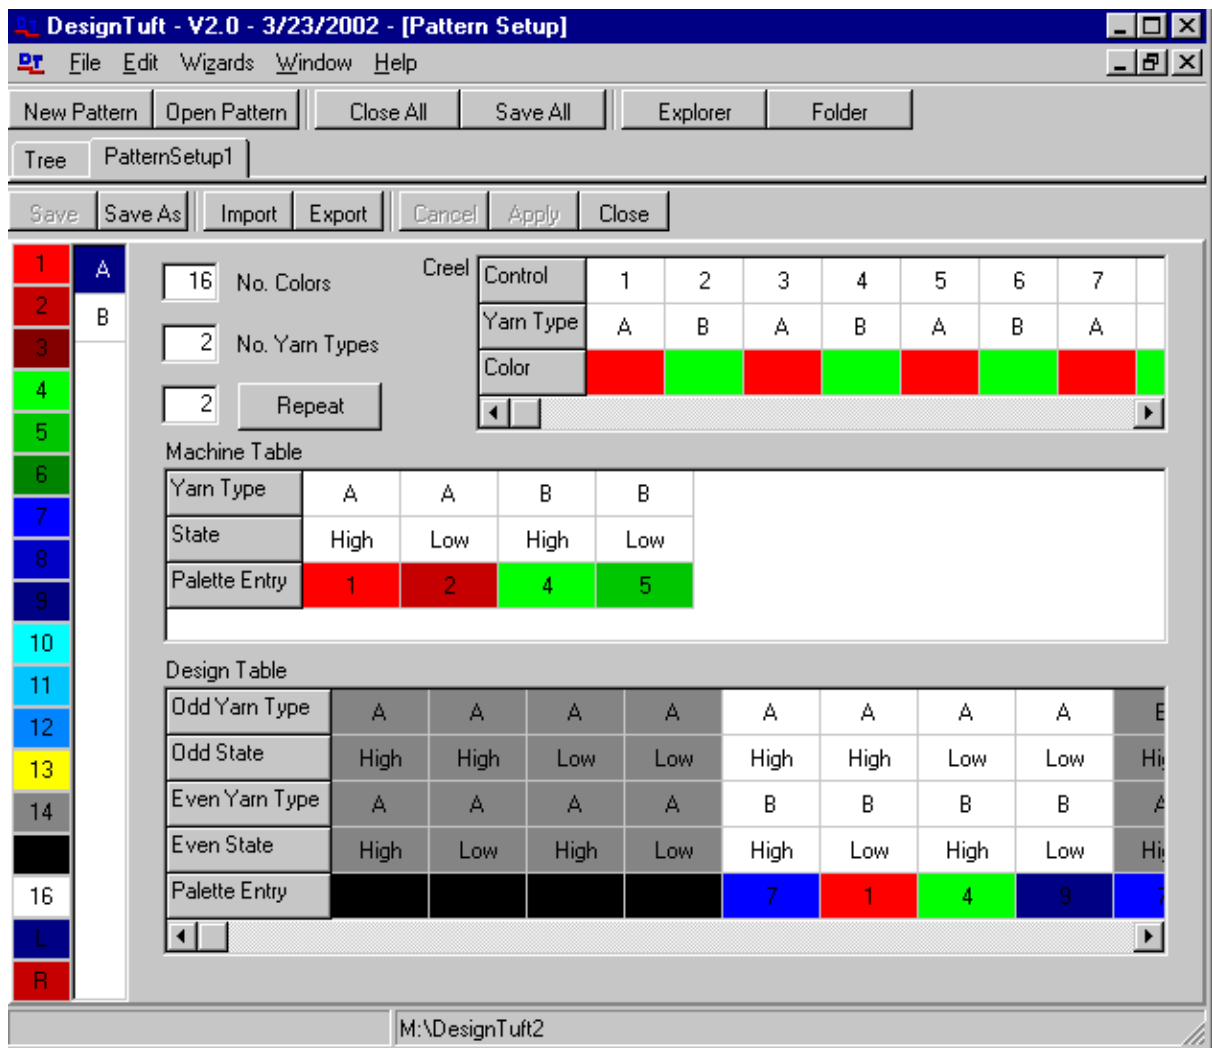 DesignTuft - V2.0 - 3/23/2002 - [Pattern Setup]
DT File Edit Wizards Window Help
New Pattern Open Pattern Close All Save All Explorer Folder
Tree PatternSetup1
Save Save As Import Export Cancel Apply Close
1
2
3
4
5
6
7
8
9
10
11
12
13
14
16
L
R
A
B
16 No. Colors
2 No. Yarn Types
2 Repeat
Creel
Control 1 2 3 4 5 6 7
Yarn Type A B A B A B A
Color
Machine Table
Yarn Type A A B B
State High Low High Low
Palette Entry 1 2 4 5
Design Table
Odd Yarn Type A A A A A A A A
Odd State High High Low Low High High Low Low
Even Yarn Type A A A A B B B B A
Even State High Low High Low High Low High Low
Palette Entry 7 1 4 9 7
M:\DesignTuft2